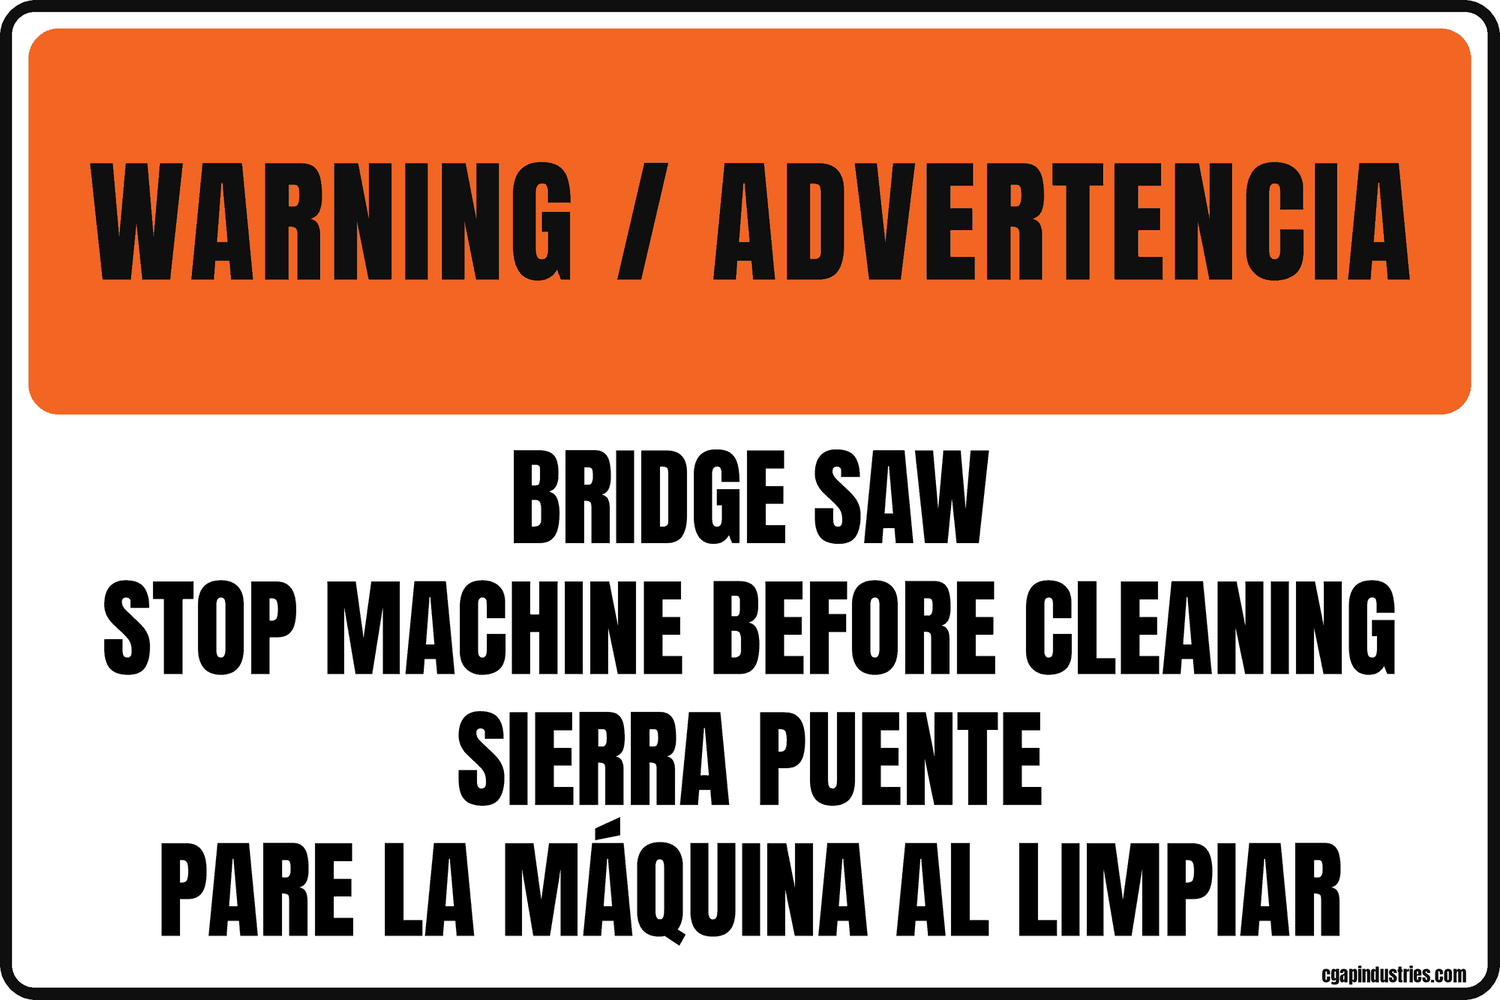 WARNING / ADVERTENCIA
BRIDGE SAW
STOP MACHINE BEFORE CLEANING
SIERRA PUENTE
PARE LA MÁQUINA AL LIMPIAR
cgapindustries.com